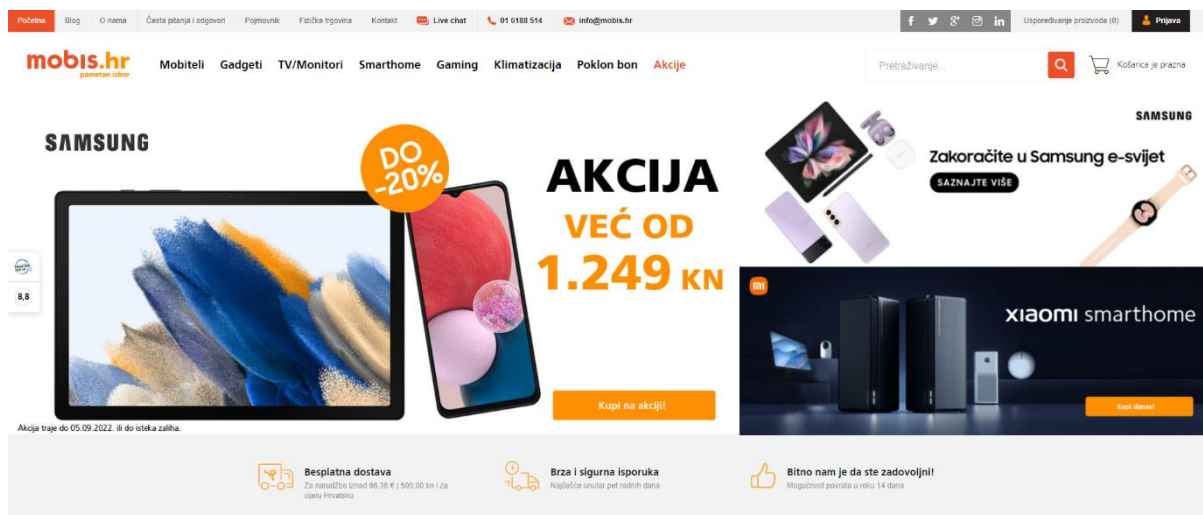 Početna Blog O nama Česta pitanja i odgovori Pojmovnik Fizička trgovina Kontakt Live chat 01 6188 514 info@mobis.hr Uspoređivanje proizvoda (0) Prijava
mobis.hr
pametan izbor
Mobiteli Gadgeti TV/Monitori Smarthome Gaming Klimatizacija Poklon bon Akcije
Pretraživanje...
Košarica je prazna
SAMSUNG
DO
-20%
AKCIJA
VEĆ OD
1.249 KN
Kupi na akciji!
Akcija traje do 05.09.2022. ili do isteka zaliha.
8,8
SAMSUNG
Zakoračite u Samsung e-svijet
SAZNAJTE VIŠE
mi
xiaomi smarthome
Kupi danas!
Besplatna dostava
Za narudžbe iznad 66,36 € | 500,00 kn i za
cijelu Hrvatsku
Brza i sigurna isporuka
Najčešće unutar pet radnih dana
Bitno nam je da ste zadovoljni!
Mogućnost povrata u roku 14 dana